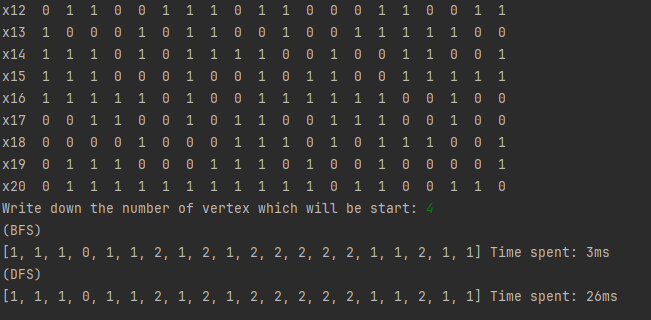 x12 0 1 1 0 0 1 1 1 0 1 1 0 0 0 1 1 0 0 1 1
x13 1 0 0 0 1 0 1 1 0 0 1 0 0 1 1 1 1 1 0 0
x14 1 1 1 0 1 0 1 1 1 1 0 0 1 0 0 1 1 0 0 1
x15 1 1 1 0 0 0 1 0 0 1 0 1 1 0 0 1 1 1 1 1
x16 1 1 1 1 1 0 1 0 0 1 1 1 1 1 1 0 0 1 0 0
x17 0 0 1 1 0 0 1 0 1 1 0 0 1 1 1 0 0 1 0 0
x18 0 0 0 0 1 0 0 0 1 1 1 0 1 0 1 1 1 0 0 1
x19 0 1 1 1 0 0 0 1 1 1 0 1 0 0 1 0 0 0 0 1
x20 0 1 1 1 1 1 1 1 1 1 1 1 0 1 1 0 0 1 1 0
Write down the number of vertex which will be start: 4
(BFS)
[1, 1, 1, 0, 1, 1, 2, 1, 2, 1, 2, 2, 2, 2, 2, 1, 1, 2, 1, 1] Time spent: 3ms
(DFS)
[1, 1, 1, 0, 1, 1, 2, 1, 2, 1, 2, 2, 2, 2, 2, 1, 1, 2, 1, 1] Time spent: 26ms